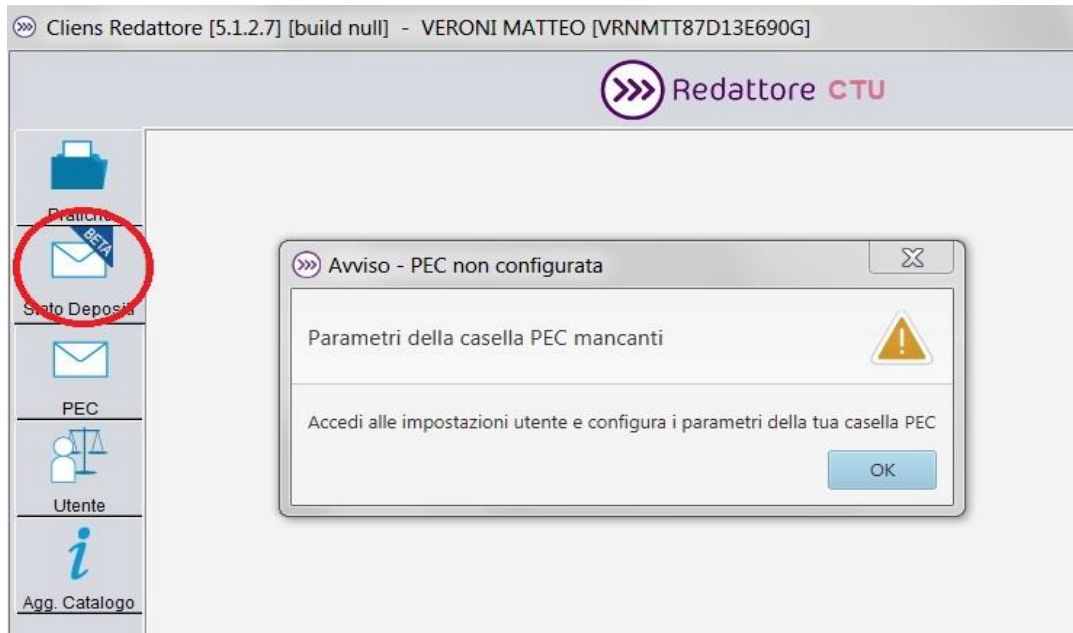 Cliens Redattore [5.1.2.7] [build null] - VERONI MATTEO [VRNMTT87D13E690G]
Redattore CTU
Pratiche
BETA
Stato Depositi
PEC
Utente
Agg. Catalogo
Avviso - PEC non configurata
Parametri della casella PEC mancanti
Accedi alle impostazioni utente e configura i parametri della tua casella PEC
OK